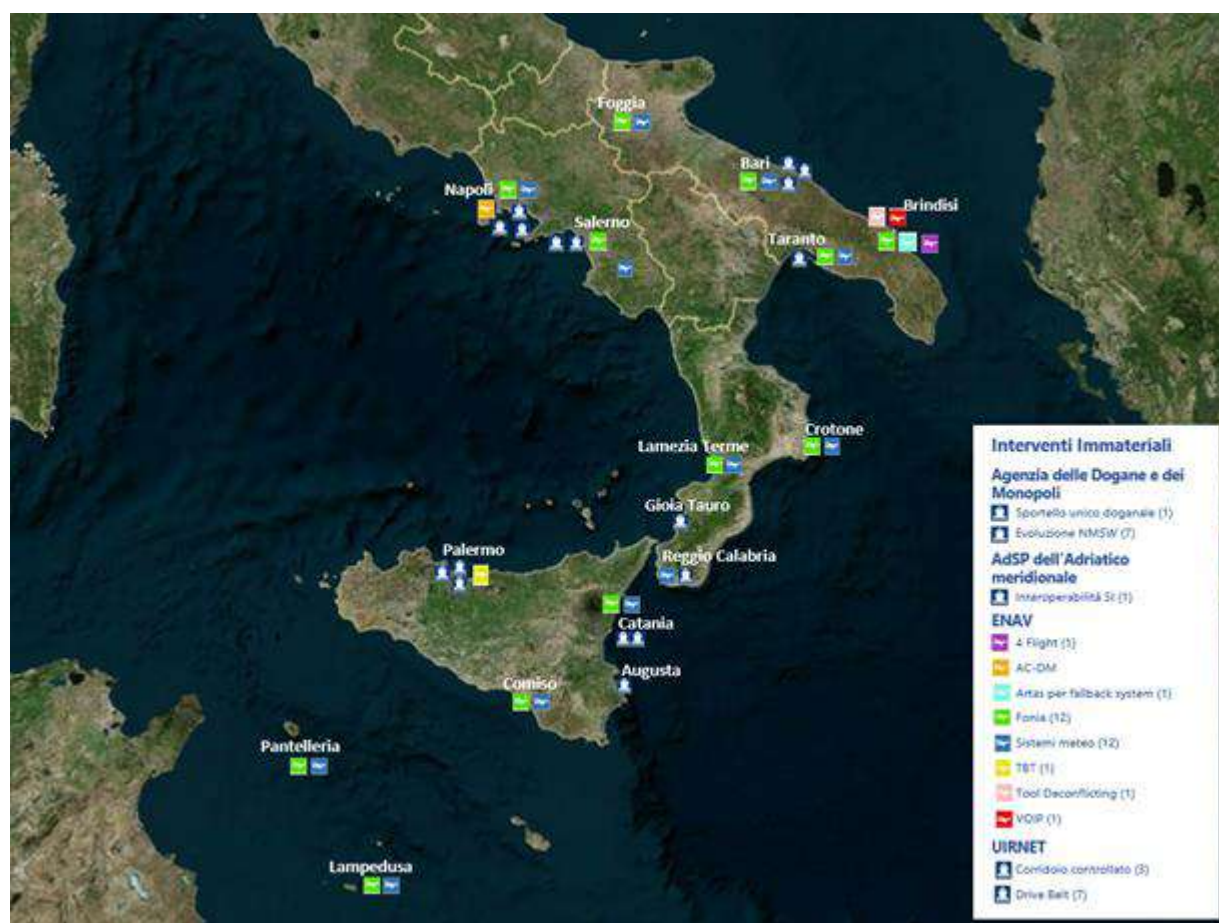 Foggia
Bari
Napoli
Brindisi
Salerno
Taranto
Crotone
Lamezia Terme
Gioia Tauro
Palermo
Reggio Calabria
Catania
Augusta
Comiso
Pantelleria
Lampedusa
Interventi Immateriali
Agenzia delle Dogane e dei
Monopoli
Sportello unico doganale (1)
Evoluzione NMSW (7)
AdSP dell'Adriatico
meridionale
Interoperabilità SI (1)
ENAV
4 Flight (1)
AC-DM
Artas per fallback system (1)
Fonia (12)
Sistemi meteo (12)
TBT (1)
Tool Deconflicting (1)
VOIP (1)
UIRNET
Corridoio controllato (3)
Drive Belt (7)